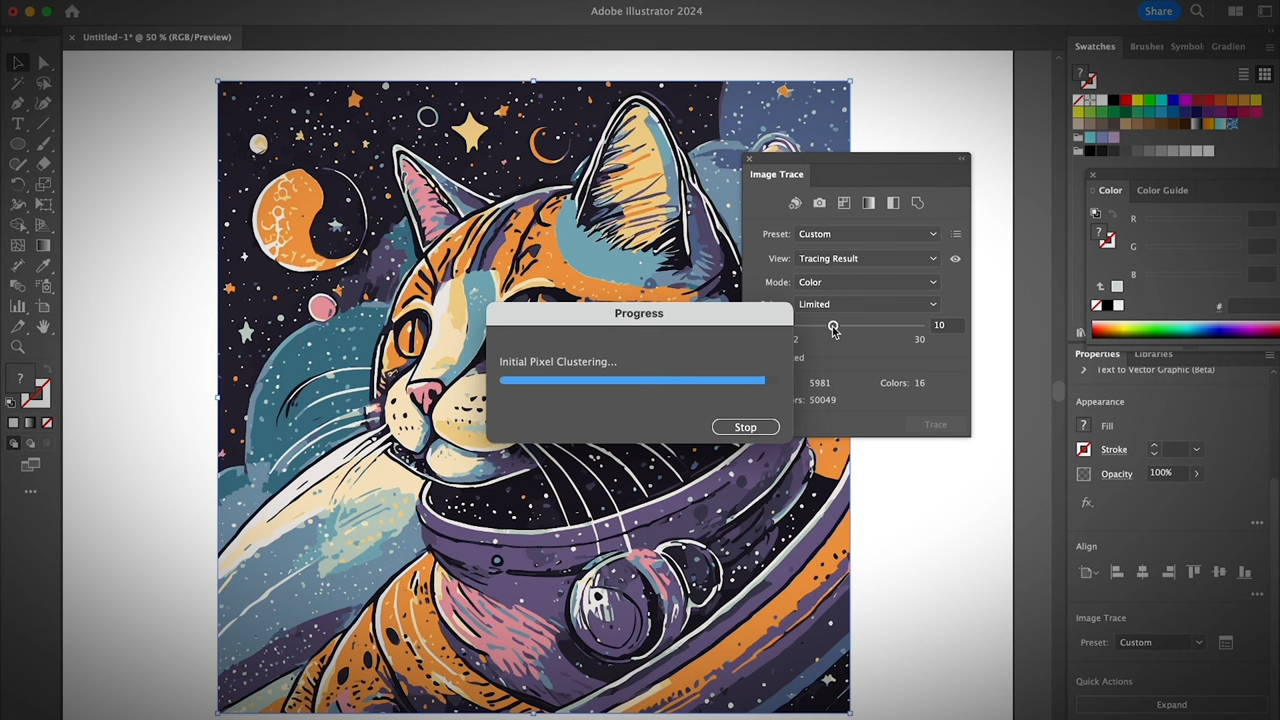 Adobe Illustrator 2024
Share
Untitled-1* @ 50 % (RGB/Preview)
Swatches
Brushes
Symbol
Gradien
Image Trace
Preset:
Custom
View:
Tracing Result
Mode:
Color
Limited
10
2
30
5981
Colors: 16
50049
Trace
Progress
Initial Pixel Clustering...
Stop
Color
Color Guide
R
G
B
#
Properties
Libraries
Text to Vector Graphic (Beta)
Appearance
Fill
Stroke
Opacity
100%
fx.
Align
Image Trace
Preset:
Custom
Quick Actions
Expand